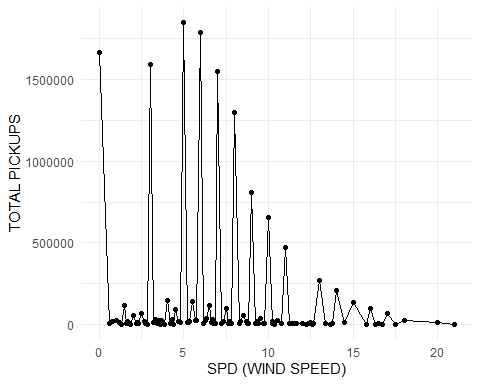 1500000
1000000
500000
0
TOTAL PICKUPS
0 5 10 15 20
SPD (WIND SPEED)